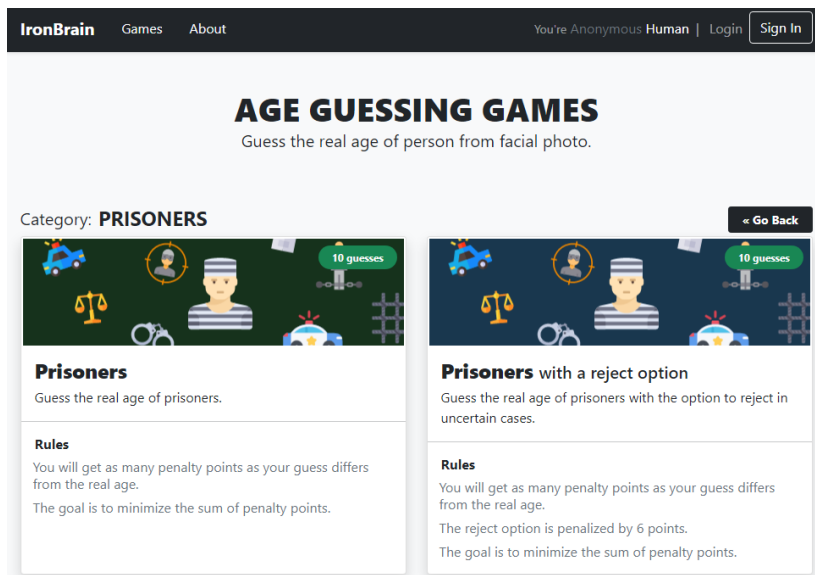 IronBrain Games About You're Anonymous Human | Login Sign In
AGE GUESSING GAMES
Guess the real age of person from facial photo.
Category: PRISONERS
« Go Back
10 guesses
Prisoners
Guess the real age of prisoners.
Rules
You will get as many penalty points as your guess differs
from the real age.
The goal is to minimize the sum of penalty points.
10 guesses
Prisoners with a reject option
Guess the real age of prisoners with the option to reject in
uncertain cases.
Rules
You will get as many penalty points as your guess differs
from the real age.
The reject option is penalized by 6 points.
The goal is to minimize the sum of penalty points.